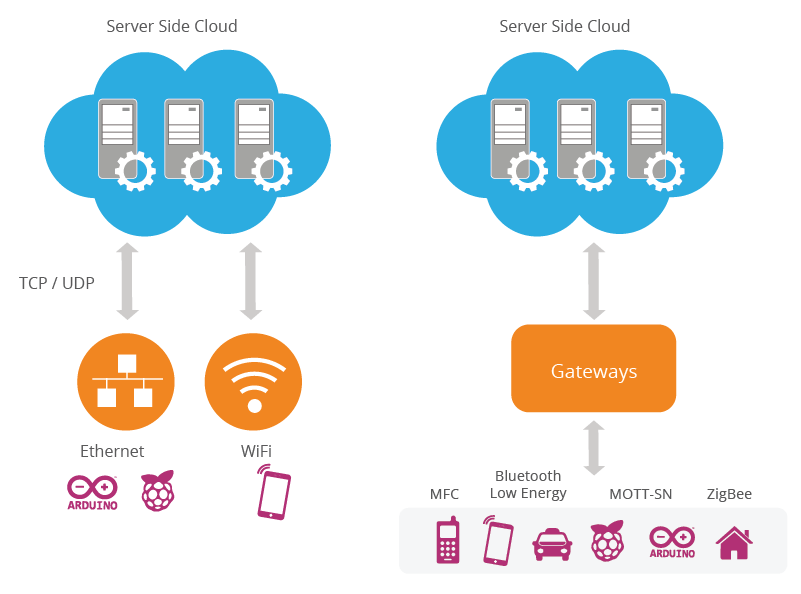 Server Side Cloud
TCP / UDP
Ethernet
WiFi
ARDUINO
Server Side Cloud
Gateways
MFC
Bluetooth
Low Energy
MOTT-SN
ZigBee
ARDUINO